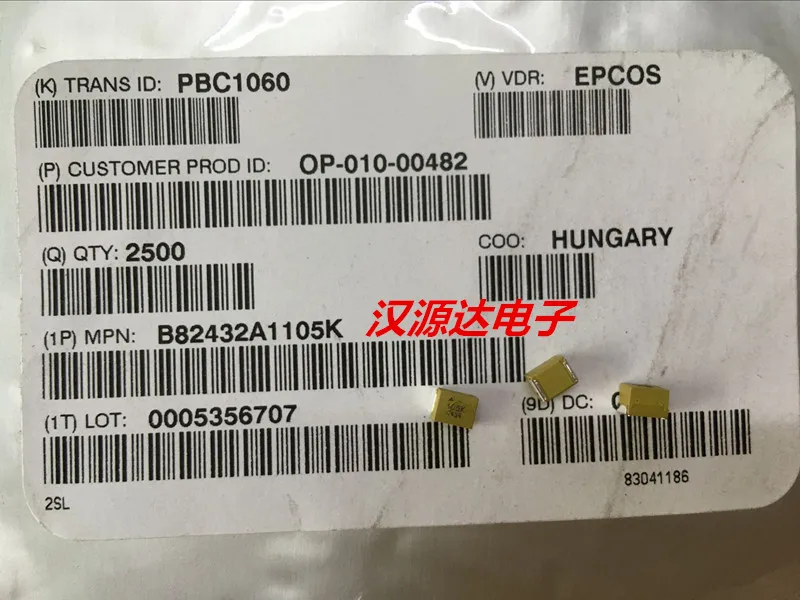 (K) TRANS ID: PBC1060
(V) VDR: EPCOS
(P) CUSTOMER PROD ID: OP-010-00482
(Q) QTY: 2500
COO: HUNGARY
(1P) MPN: B82432A1105K
汉源达电子
(1T) LOT: 0005356707
(9D) DC:
83041186
2SL